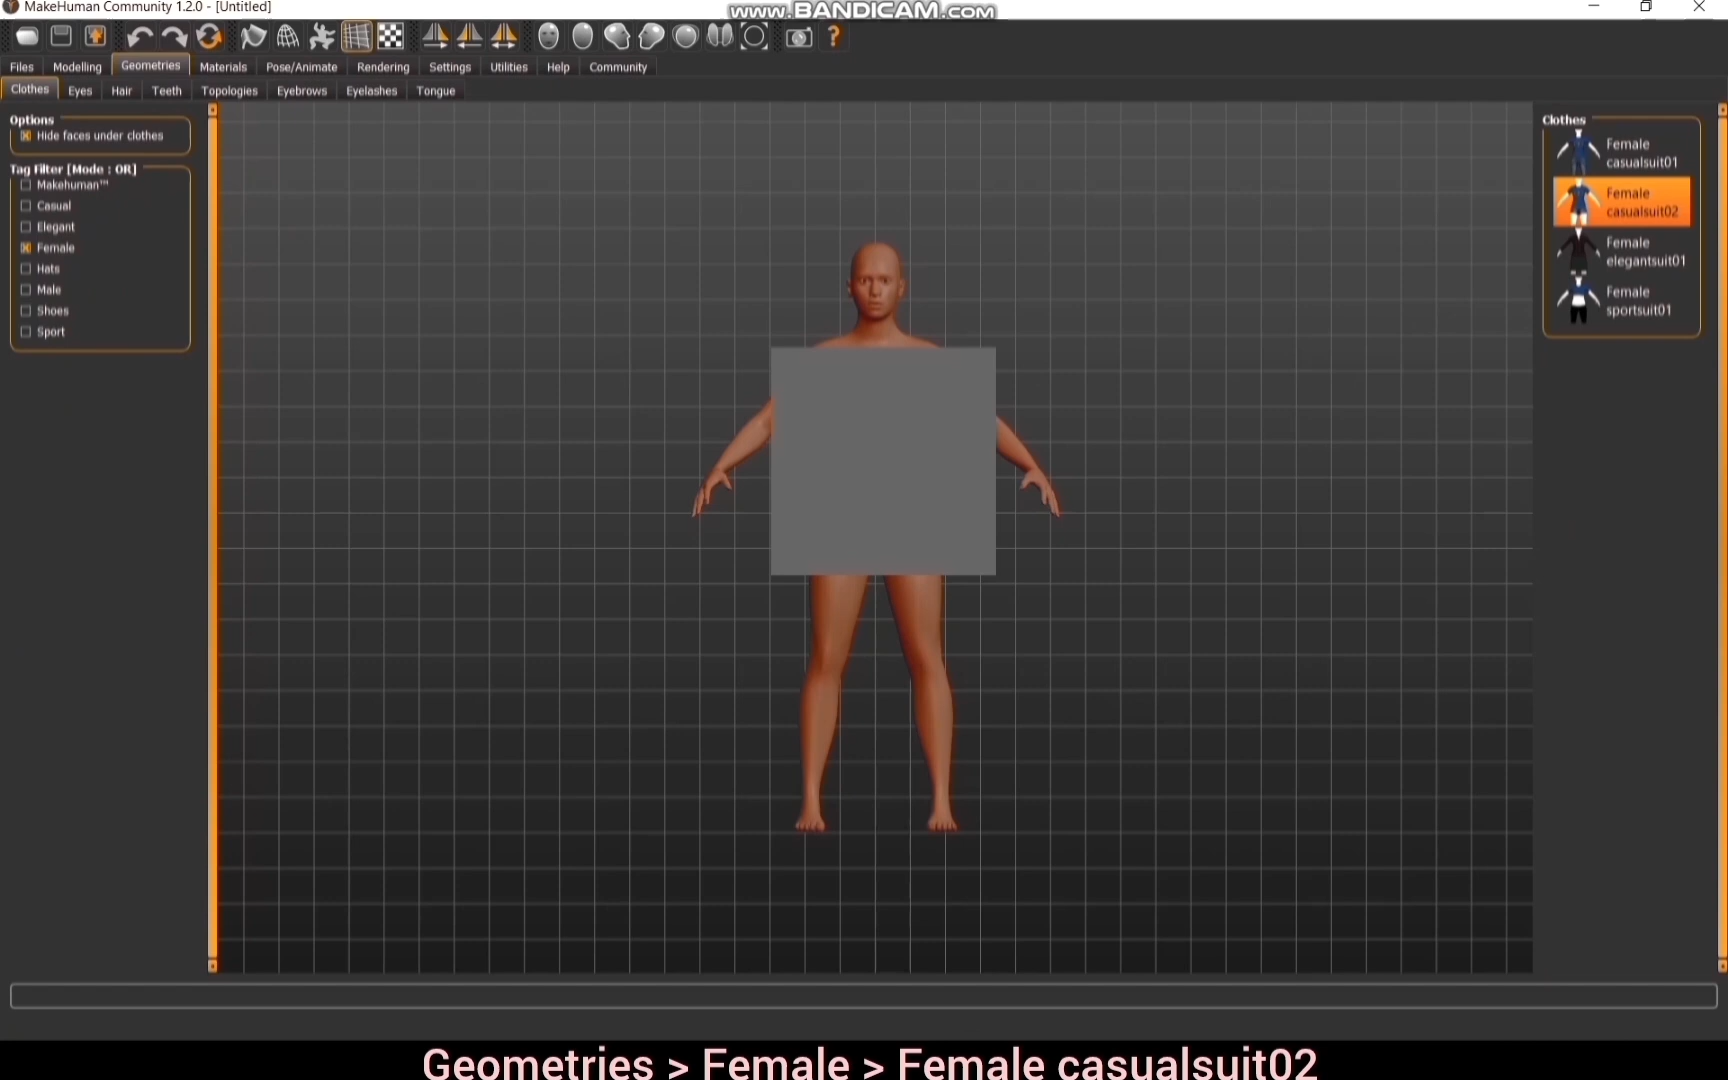 MakeHuman Community 1.2.0 - [Untitled]
www.BANDICAM.com
Files Modelling Geometries Materials Pose/Animate Rendering Settings Utilities Help Community
Clothes Eyes Hair Teeth Topologies Eyebrows Eyelashes Tongue
Options
Hide faces under clothes
Tag Filter [Mode : OR]
Makehuman™
Casual
Elegant
Female
Hats
Male
Shoes
Sport
Clothes
Female
casualsuit01
Female
casualsuit02
Female
elegantsuit01
Female
sportsuit01
Geometries > Female > Female casualsuit02